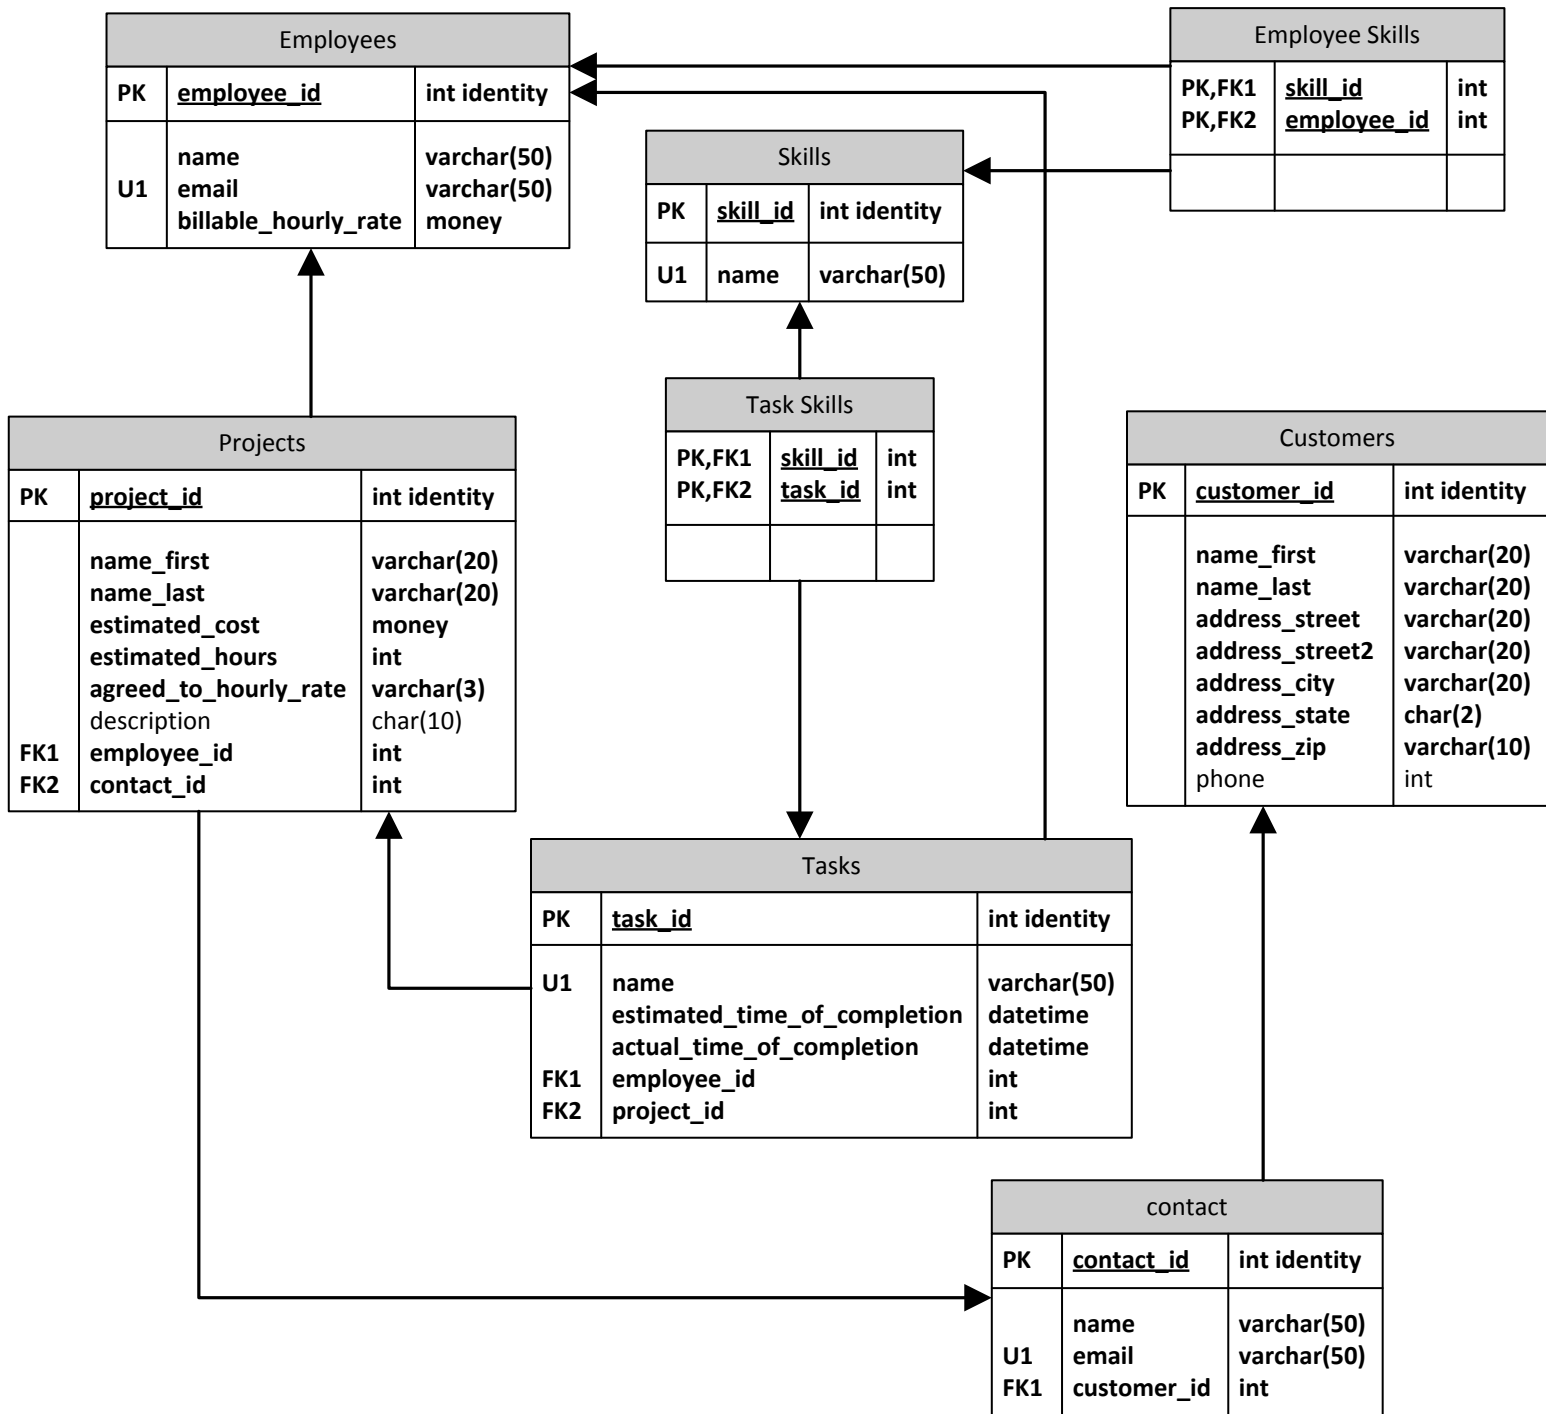 Employees
PK employee_id int identity
name varchar(50)
U1 email varchar(50)
billable_hourly_rate money
Employee Skills
PK,FK1 skill_id int
PK,FK2 employee_id int
Skills
PK skill_id int identity
U1 name varchar(50)
Task Skills
PK,FK1 skill_id int
PK,FK2 task_id int
Projects
PK project_id int identity
name_first varchar(20)
name_last varchar(20)
estimated_cost money
estimated_hours int
agreed_to_hourly_rate varchar(3)
description char(10)
FK1 employee_id int
FK2 contact_id int
Customers
PK customer_id int identity
name_first varchar(20)
name_last varchar(20)
address_street varchar(20)
address_street2 varchar(20)
address_city varchar(20)
address_state char(2)
address_zip varchar(10)
phone int
Tasks
PK task_id int identity
U1 name varchar(50)
estimated_time_of_completion datetime
actual_time_of_completion datetime
FK1 employee_id int
FK2 project_id int
contact
PK contact_id int identity
name varchar(50)
U1 email varchar(50)
FK1 customer_id int